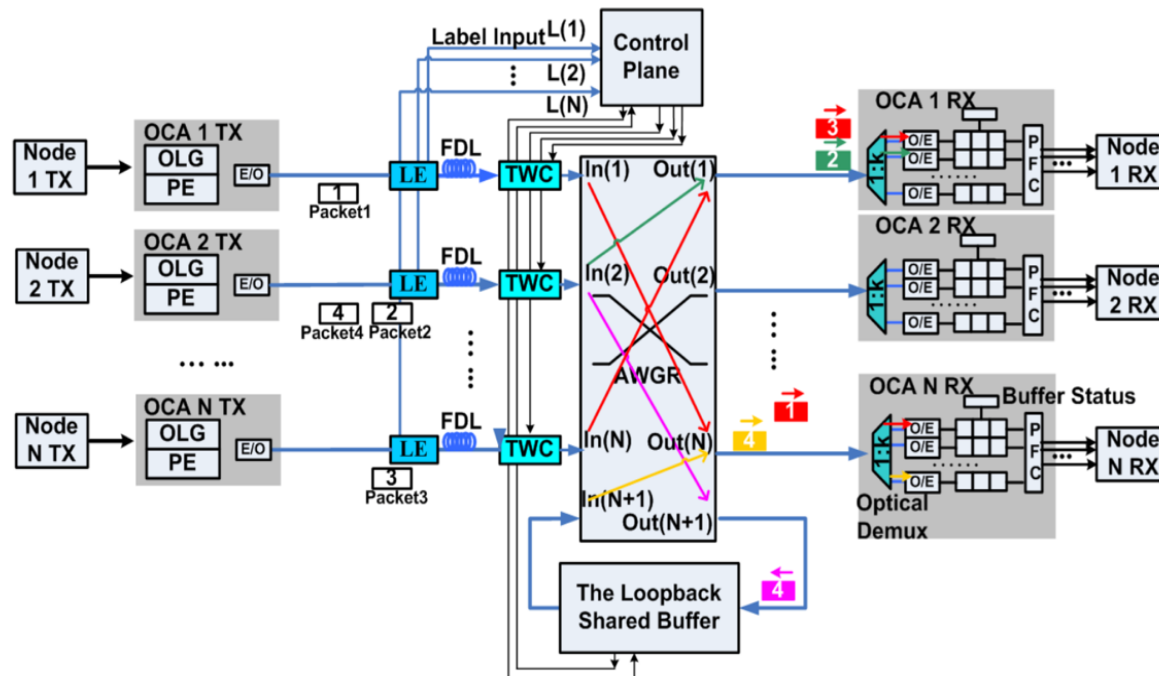 Label Input
L(1)
L(2)
L(N)
Control
Plane
Node
1 TX
OCA 1 TX
OLG
PE
E/O
1
Packet1
LE
FDL
TWC
In(1)
Out(1)
3
2
OCA 1 RX
1:k
O/E
O/E
O/E
P
F
C
Node
1 RX
Node
2 TX
OCA 2 TX
OLG
PE
E/O
4
Packet4
2
Packet2
LE
FDL
TWC
In(2)
Out(2)
OCA 2 RX
1:k
O/E
O/E
O/E
P
F
C
Node
2 RX
AWGR
Node
N TX
OCA N TX
OLG
PE
E/O
3
Packet3
LE
FDL
TWC
In(N)
Out(N)
1
4
OCA N RX
Buffer Status
1:k
O/E
O/E
O/E
P
F
C
Node
N RX
Optical
Demux
In(N+1)
Out(N+1)
4
The Loopback
Shared Buffer